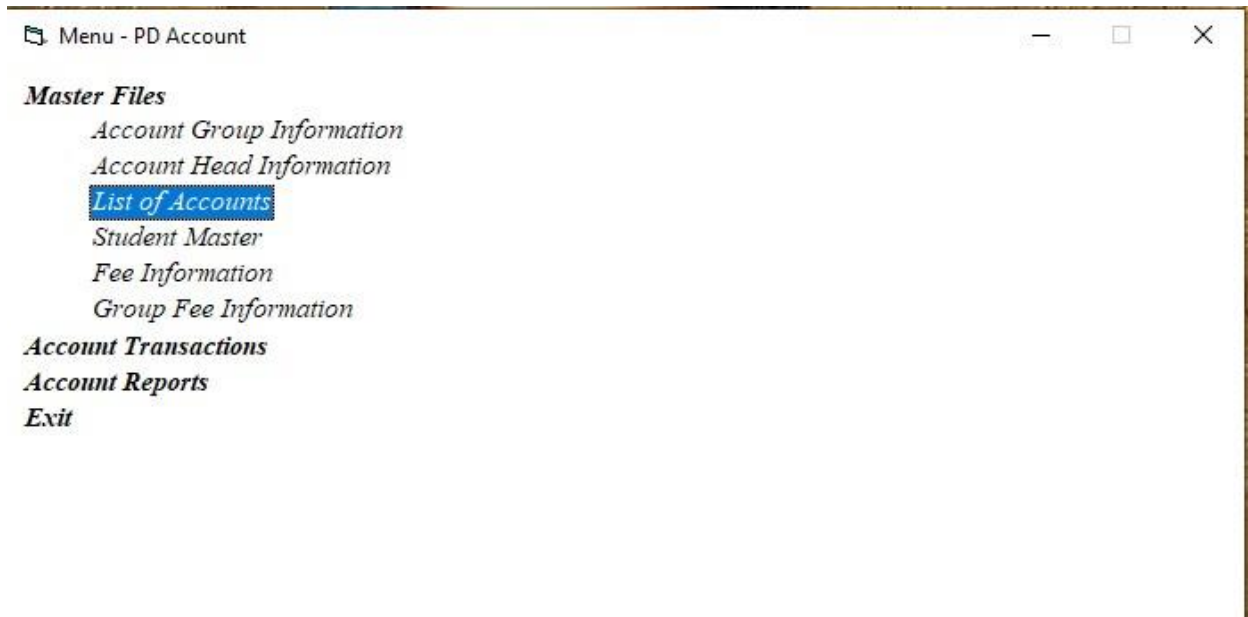 Menu - PD Account
Master Files
Account Group Information
Account Head Information
List of Accounts
Student Master
Fee Information
Group Fee Information
Account Transactions
Account Reports
Exit